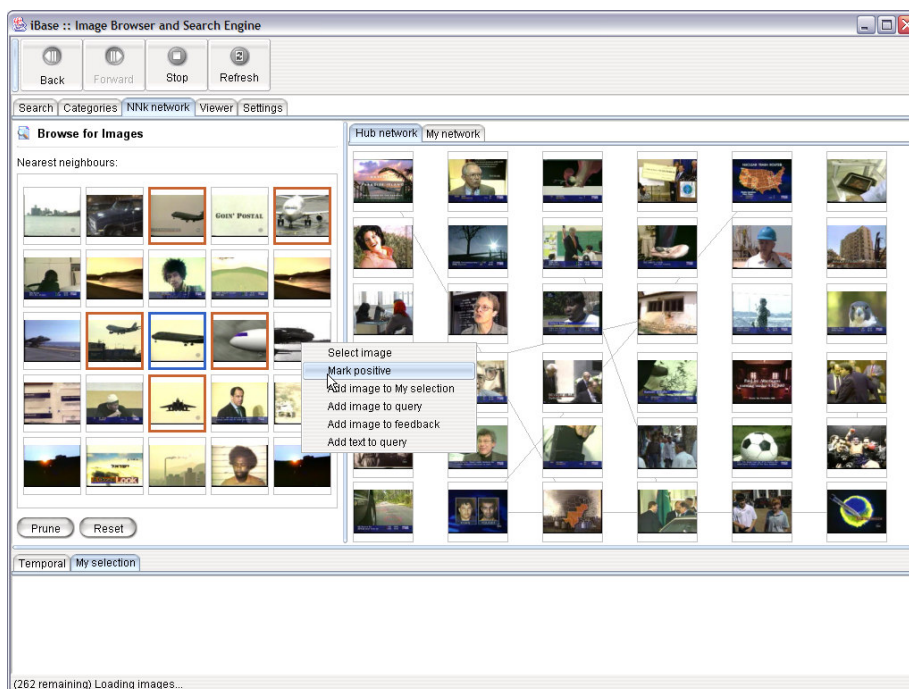 iBase :: Image Browser and Search Engine
Back Forward Stop Refresh
Search Categories NNk network Viewer Settings
Browse for Images
Hub network My network
Nearest neighbours:
GOIN' POSTAL
Select image
Mark positive
Add image to My selection
Add image to query
Add image to feedback
Add text to query
Prune Reset
Temporal My selection
(262 remaining) Loading images...